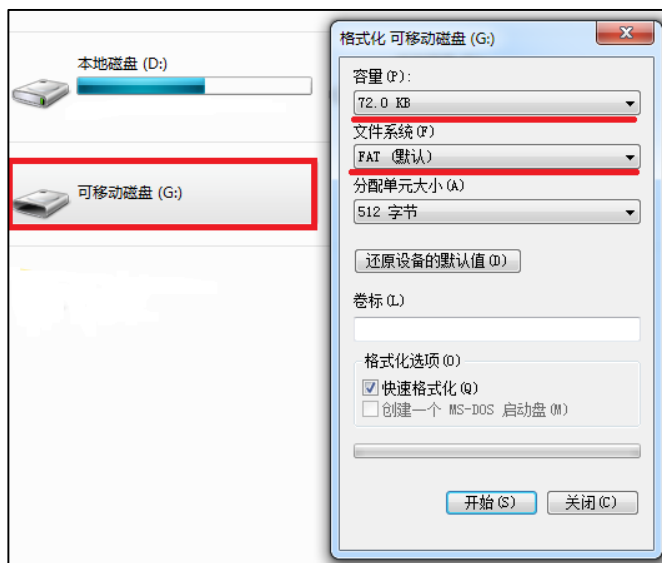 本地磁盘 (D:)
可移动磁盘 (G:)
格式化 可移动磁盘 (G:)
容量(P):
72.0 KB
文件系统(F)
FAT (默认)
分配单元大小(A)
512 字节
还原设备的默认值(D)
卷标(L)
格式化选项(O)
快速格式化(Q)
创建一个 MS-DOS 启动盘(M)
开始(S)
关闭(C)